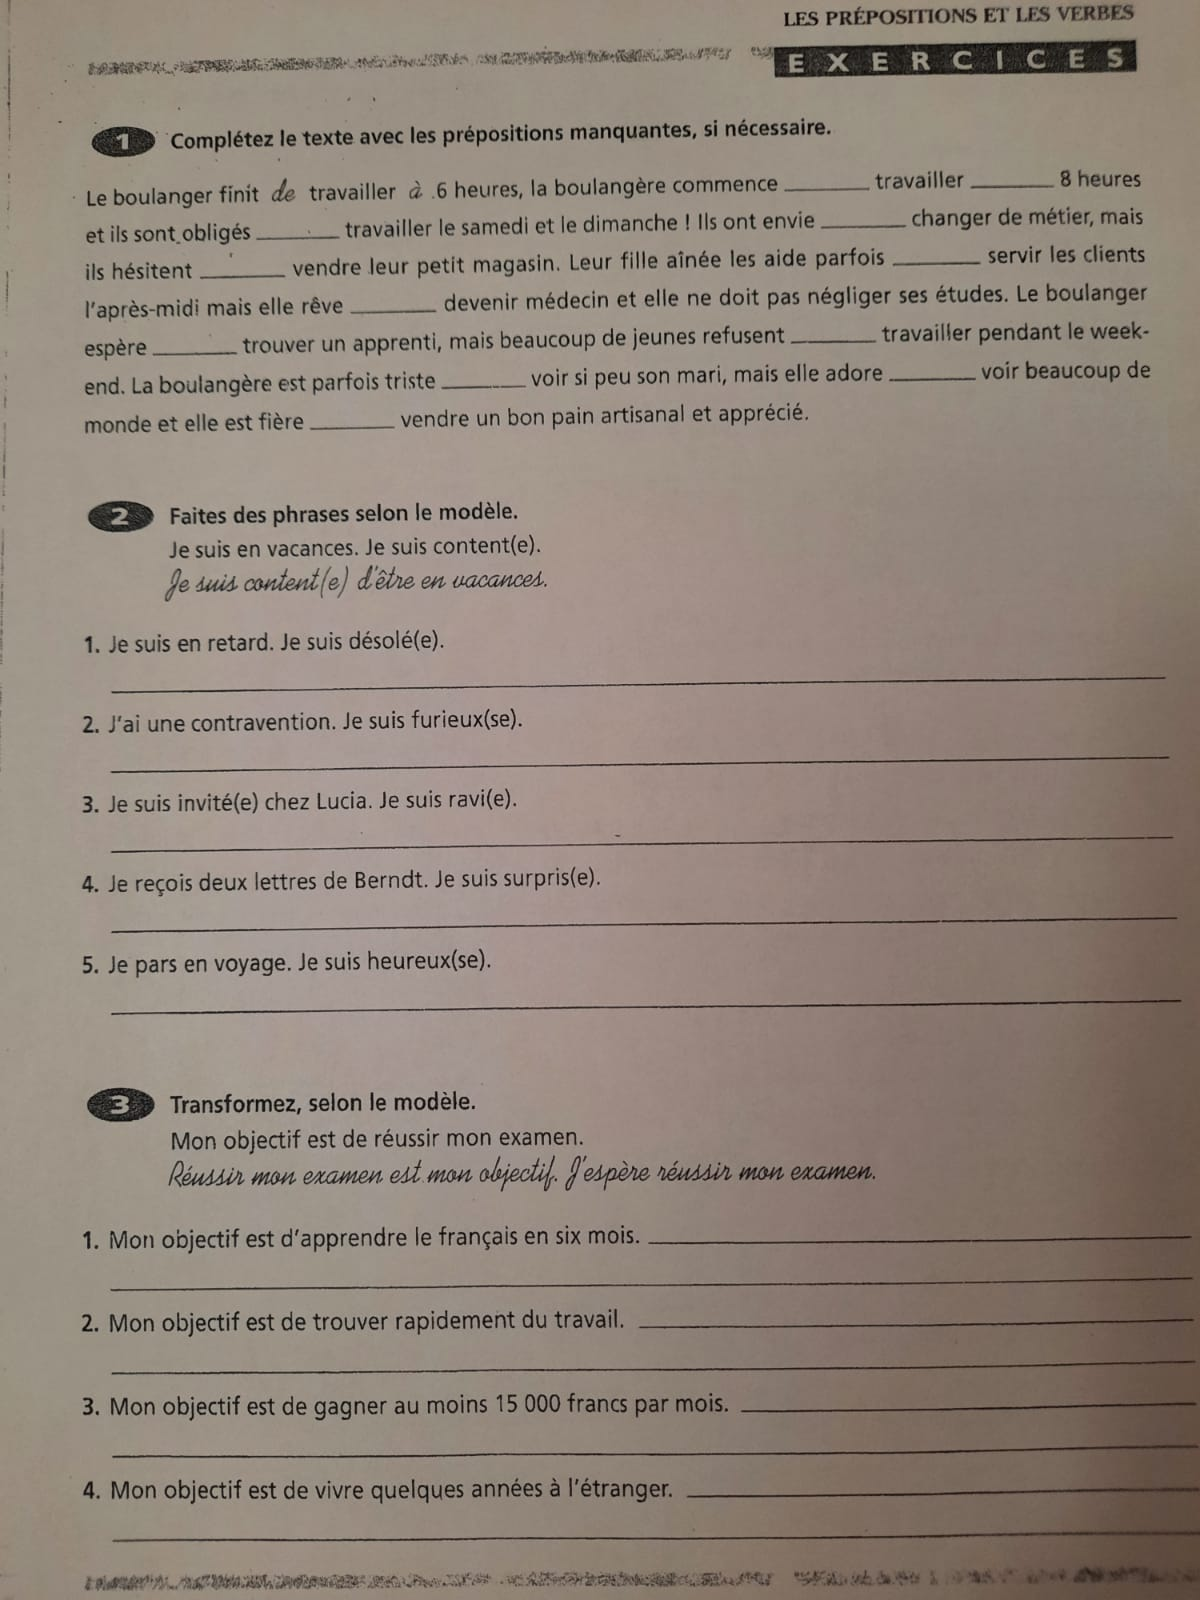 LES PRÉPOSITIONS ET LES VERBES
EXERCICES
1 Complétez le texte avec les prépositions manquantes, si nécessaire.
Le boulanger finit de travailler à 6 heures, la boulangère commence ________ travailler ________ 8 heures
et ils sont obligés ________ travailler le samedi et le dimanche ! Ils ont envie ________ changer de métier, mais
ils hésitent ________ vendre leur petit magasin. Leur fille aînée les aide parfois ________ servir les clients
l'après-midi mais elle rêve ________ devenir médecin et elle ne doit pas négliger ses études. Le boulanger
espère ________ trouver un apprenti, mais beaucoup de jeunes refusent ________ travailler pendant le week-
end. La boulangère est parfois triste ________ voir si peu son mari, mais elle adore ________ voir beaucoup de
monde et elle est fière ________ vendre un bon pain artisanal et apprécié.
2 Faites des phrases selon le modèle.
Je suis en vacances. Je suis content(e).
Je suis content(e) d'être en vacances.
1. Je suis en retard. Je suis désolé(e).
2. J'ai une contravention. Je suis furieux(se).
3. Je suis invité(e) chez Lucia. Je suis ravi(e).
4. Je reçois deux lettres de Berndt. Je suis surpris(e).
5. Je pars en voyage. Je suis heureux(se).
3 Transformez, selon le modèle.
Mon objectif est de réussir mon examen.
Réussir mon examen est mon objectif. J'espère réussir mon examen.
1. Mon objectif est d'apprendre le français en six mois.
2. Mon objectif est de trouver rapidement du travail.
3. Mon objectif est de gagner au moins 15 000 francs par mois.
4. Mon objectif est de vivre quelques années à l'étranger.